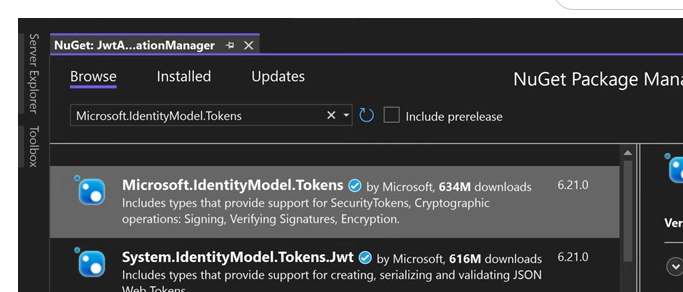 Server Explorer
Toolbox
NuGet: JwtA...ationManager
Browse Installed Updates
NuGet Package Mana
Microsoft.IdentityModel.Tokens
Include prerelease
Microsoft.IdentityModel.Tokens by Microsoft, 634M downloads 6.21.0
Includes types that provide support for SecurityTokens, Cryptographic
operations: Signing, Verifying Signatures, Encryption.
Ver
System.IdentityModel.Tokens.Jwt by Microsoft, 616M downloads 6.21.0
Includes types that provide support for creating, serializing and validating JSON
Web Tokens